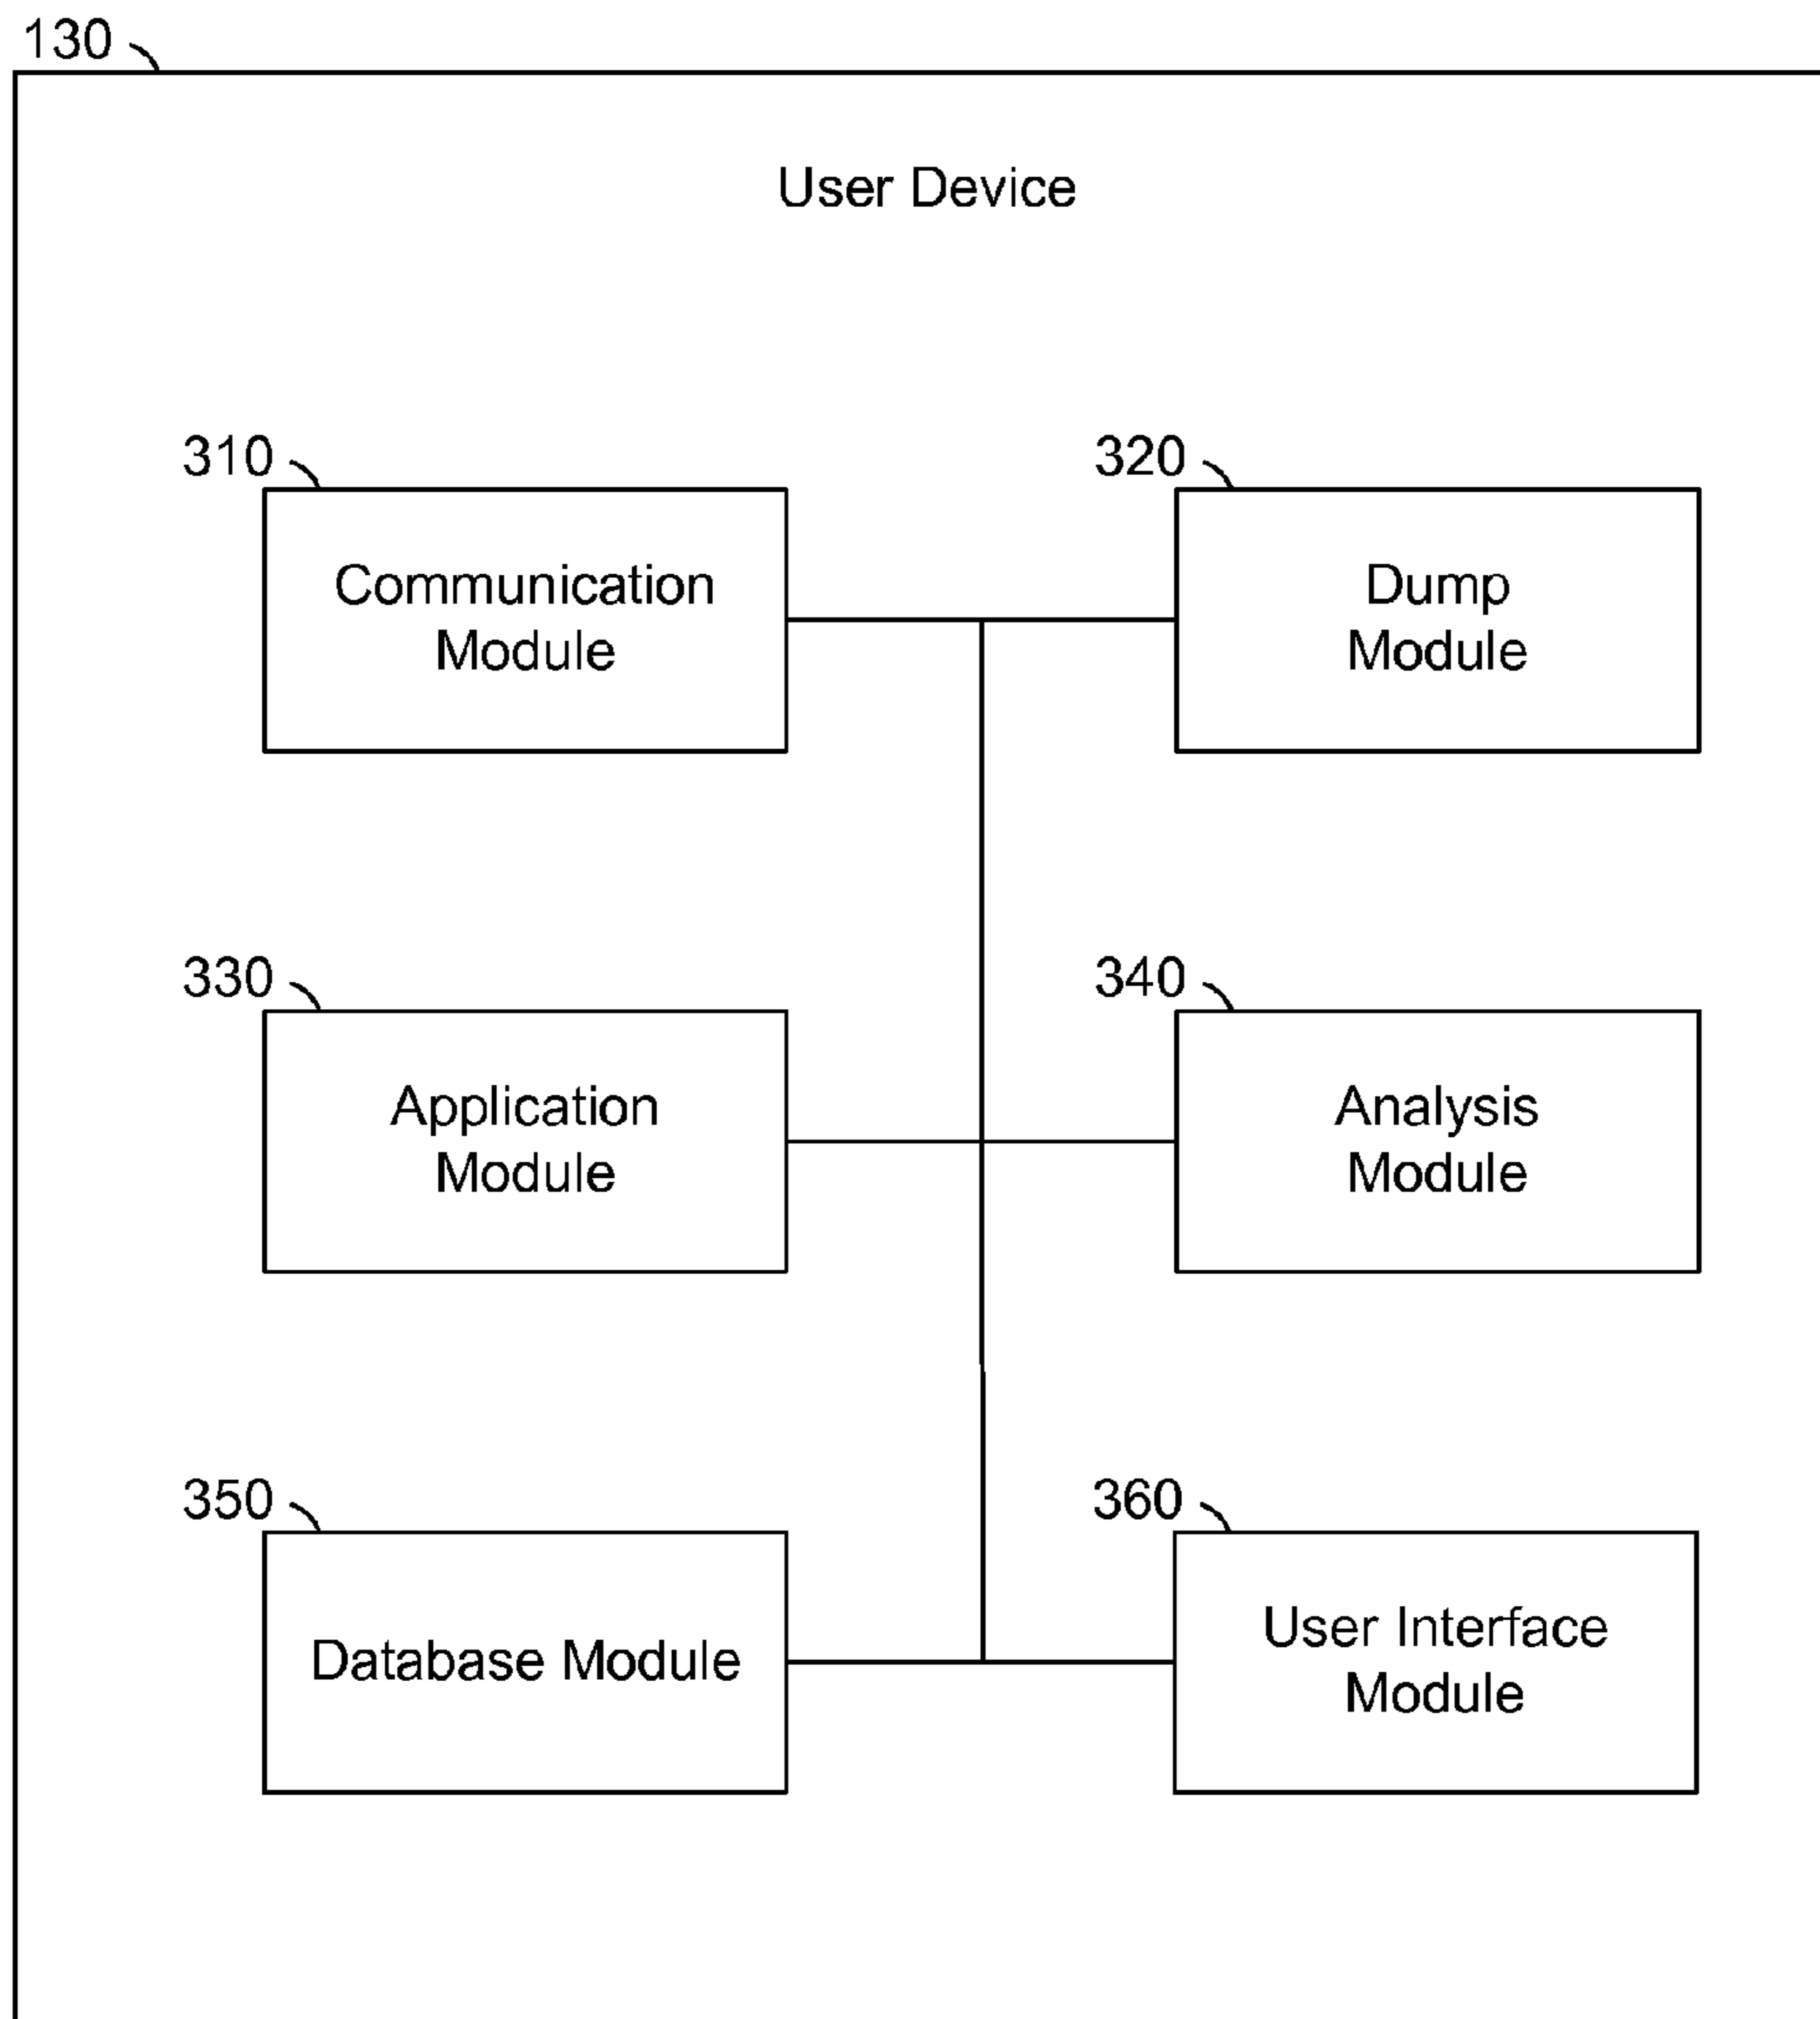 130
User Device
310
Communication
Module
320
Dump
Module
330
Application
Module
340
Analysis
Module
350
Database Module
360
User Interface
Module